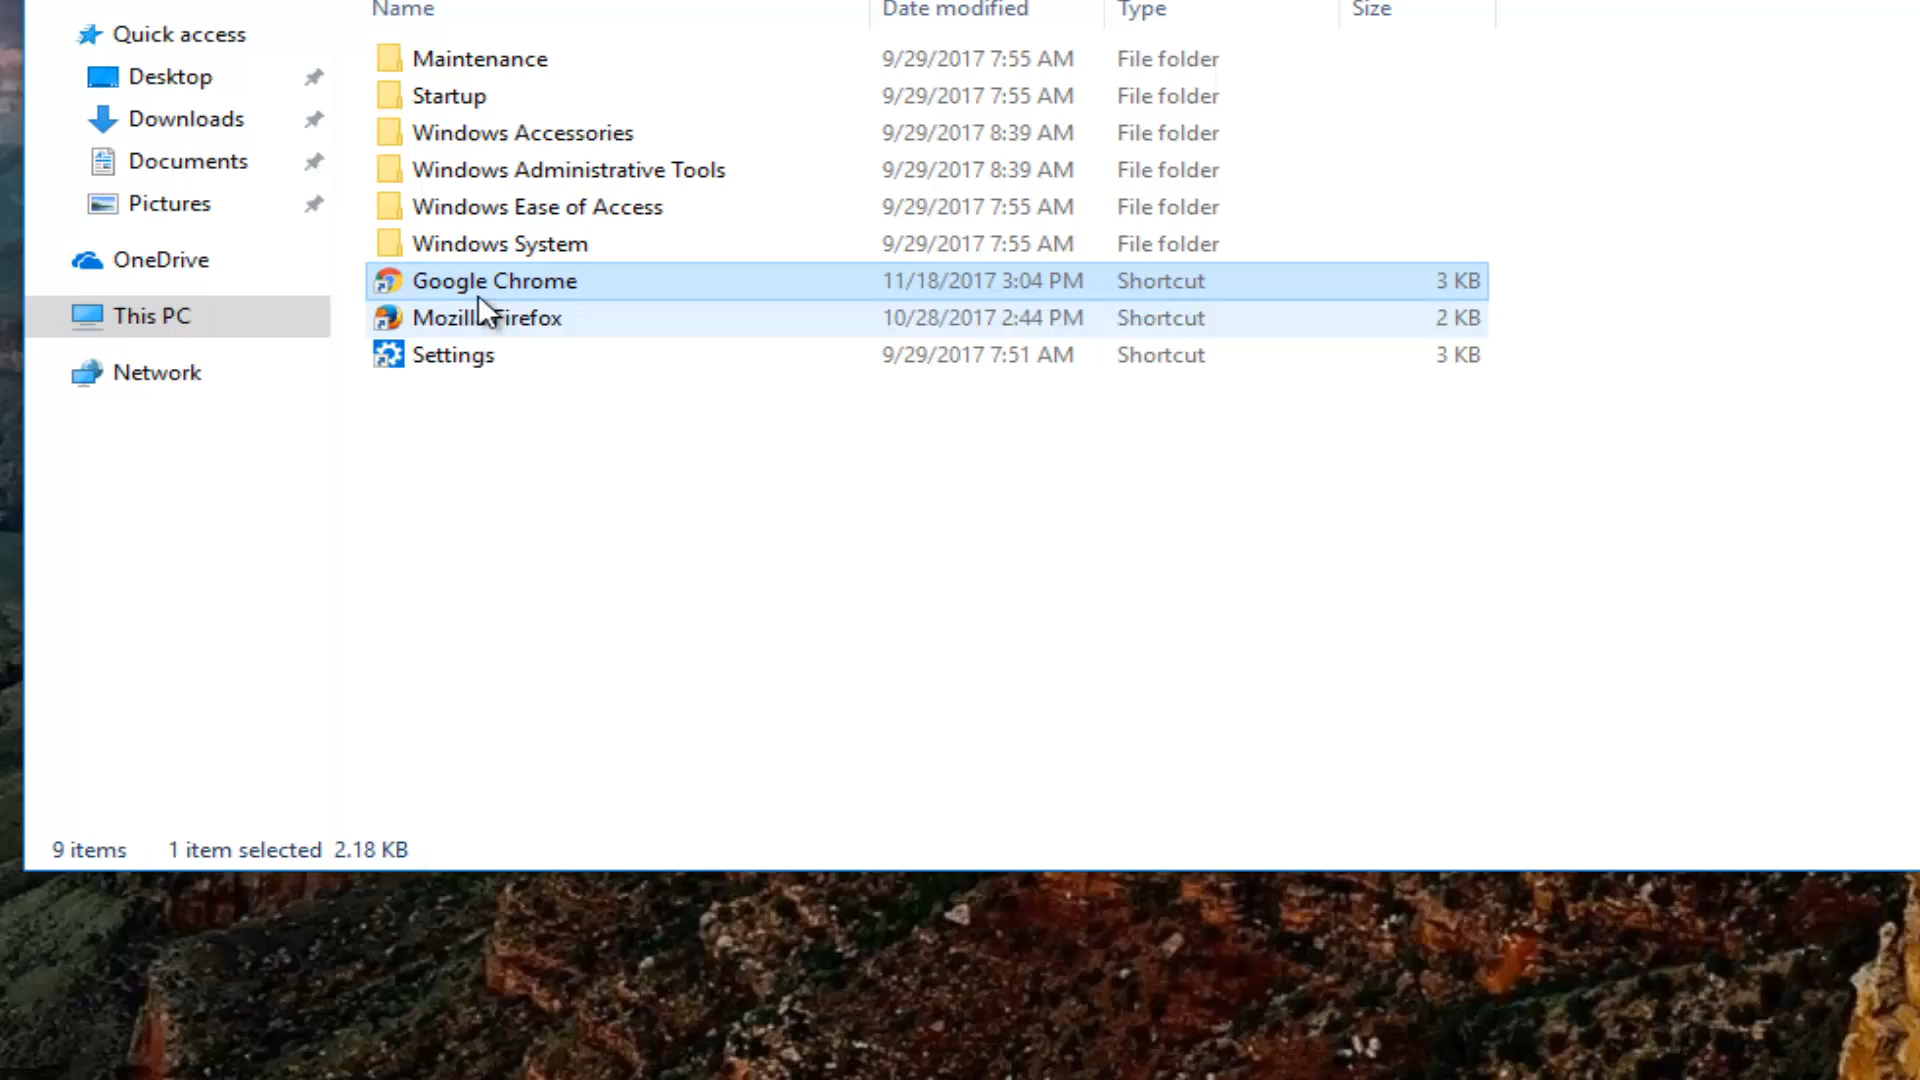 Name Date modified Type Size
Quick access
Desktop
Downloads
Documents
Pictures
OneDrive
This PC
Network
Maintenance 9/29/2017 7:55 AM File folder
Startup 9/29/2017 7:55 AM File folder
Windows Accessories 9/29/2017 8:39 AM File folder
Windows Administrative Tools 9/29/2017 8:39 AM File folder
Windows Ease of Access 9/29/2017 7:55 AM File folder
Windows System 9/29/2017 7:55 AM File folder
Google Chrome 11/18/2017 3:04 PM Shortcut 3 KB
Mozilla Firefox 10/28/2017 2:44 PM Shortcut 2 KB
Settings 9/29/2017 7:51 AM Shortcut 3 KB
9 items 1 item selected 2.18 KB